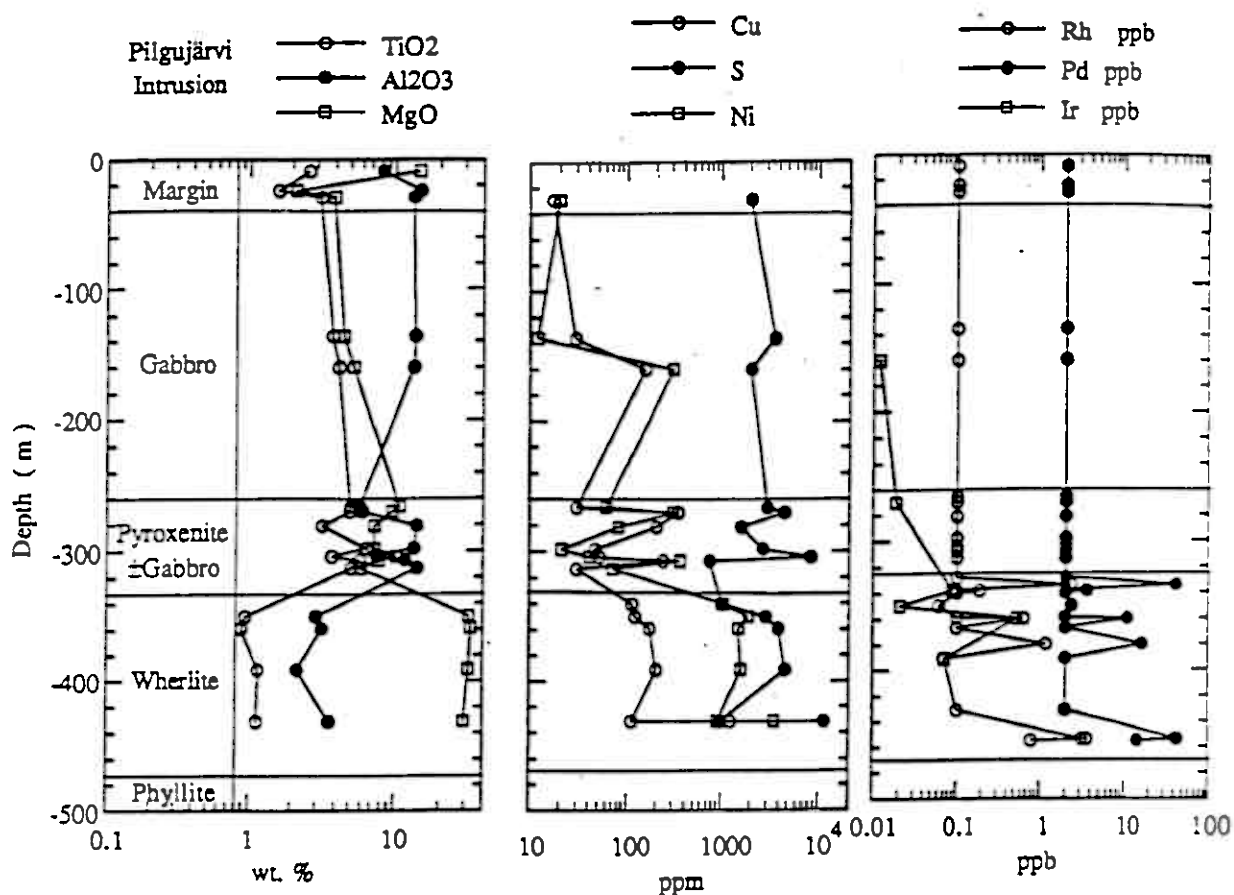 Pilgujärvi
Intrusion
TiO2
Al2O3
MgO
Cu
S
Ni
Rh ppb
Pd ppb
Ir ppb
Depth ( m )
0
-100
-200
-300
-400
-500
Margin
Gabbro
Pyroxenite
±Gabbro
Wherlite
Phyllite
0.1 1 10
wt. %
10 100 1000 10⁴
ppm
0.01 0.1 1 10 100
ppb